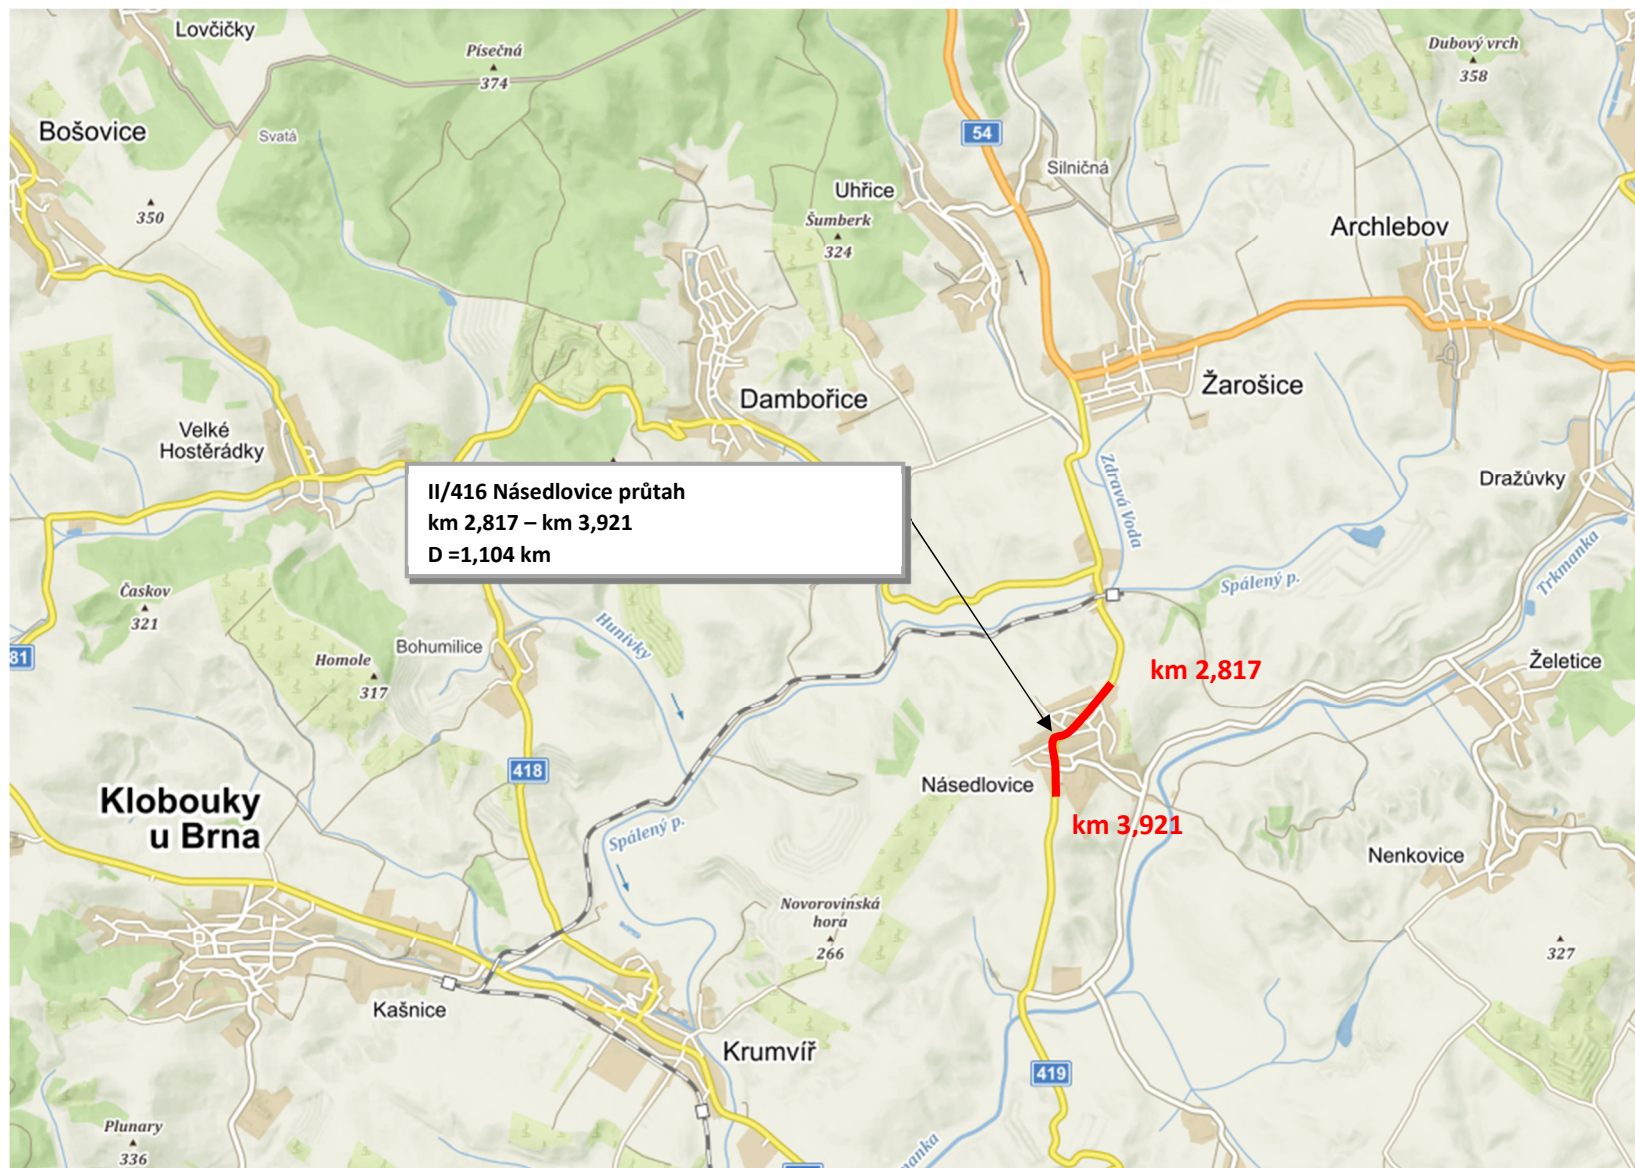 Lovčičky
Písečná
374
Dubový vrch
358
Bošovice
Svatá
54
Silničná
Uhřice
350
Šumberk
324
Archlebov
Žarošice
Dambořice
Velké
Hostěrádky
II/416 Násedlovice průtah
km 2,817 – km 3,921
D =1,104 km
Zdravá Voda
Dražůvky
Spálený p.
Trkmanka
Časkov
321
Hunivky
Bohumilice
81
Homole
317
km 2,817
Želetice
418
Násedlovice
Klobouky
u Brna
km 3,921
Spálený p.
Nenkovice
Novorovinská
hora
266
327
Kašnice
Krumvíř
419
Plunary
336
rkmanka